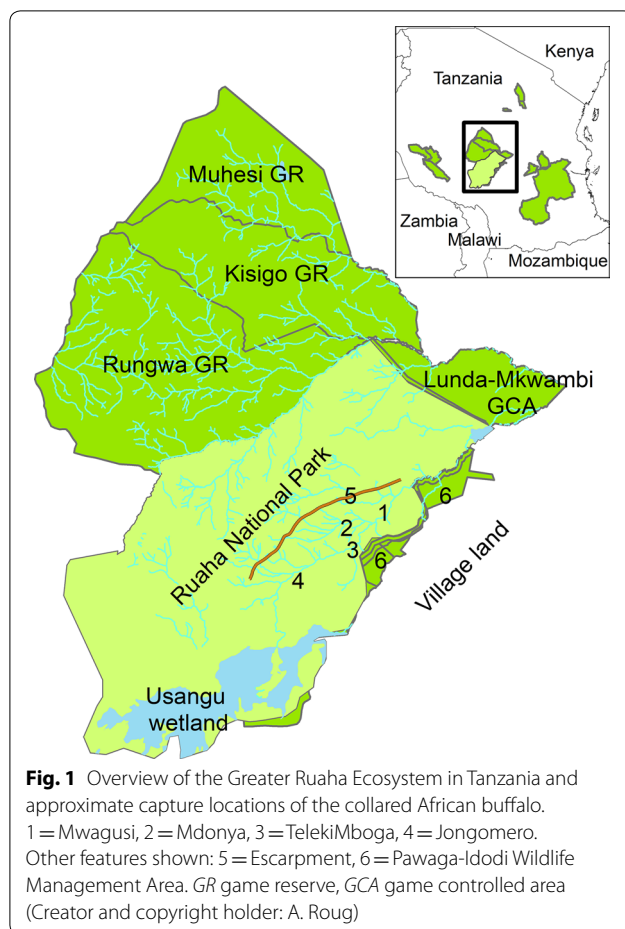 Kenya
Tanzania
Zambia
Malawi
Mozambique
Muhesi GR
Kisigo GR
Rungwa GR
Lunda-Mkwambi
GCA
Ruaha National Park
5
6
1
2
3
6
4
Village land
Usangu
wetland
Fig. 1 Overview of the Greater Ruaha Ecosystem in Tanzania and
approximate capture locations of the collared African buffalo.
1 = Mwagusi, 2 = Mdonya, 3 = TelekiMboga, 4 = Jongomero.
Other features shown: 5 = Escarpment, 6 = Pawaga-Idodi Wildlife
Management Area. GR game reserve, GCA game controlled area
(Creator and copyright holder: A. Roug)